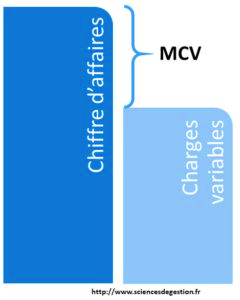 Chiffre d'affaires
MCV
Charges
variables
http://www.sciencesdegestion.fr